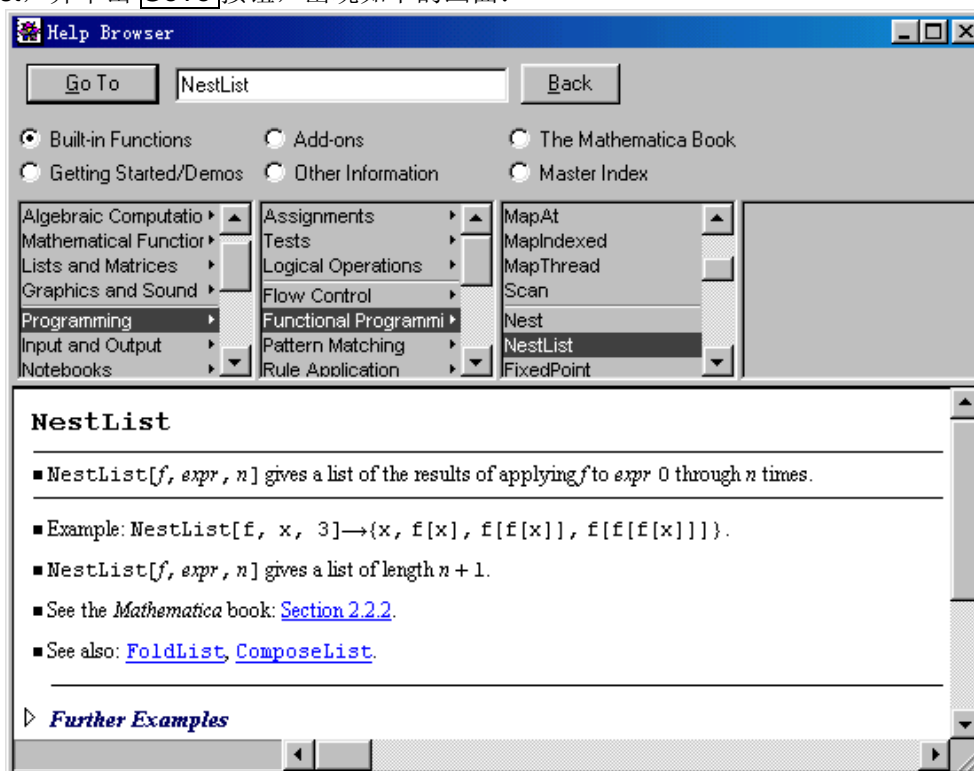 Help Browser
Go To NestList Back
Built-in Functions Add-ons The Mathematica Book
Getting Started/Demos Other Information Master Index
Algebraic Computatio Assignments MapAt
Mathematical Function Tests MapIndexed
Lists and Matrices Logical Operations MapThread
Graphics and Sound Flow Control Scan
Programming Functional Programmi Nest
Input and Output Pattern Matching NestList
Notebooks Rule Application FixedPoint
NestList
NestList[f, expr, n] gives a list of the results of applying f to expr 0 through n times.
Example: NestList[f, x, 3]→{x, f[x], f[f[x]], f[f[f[x]]]}.
NestList[f, expr, n] gives a list of length n + 1.
See the Mathematica book: Section 2.2.2.
See also: FoldList, ComposeList.
Further Examples